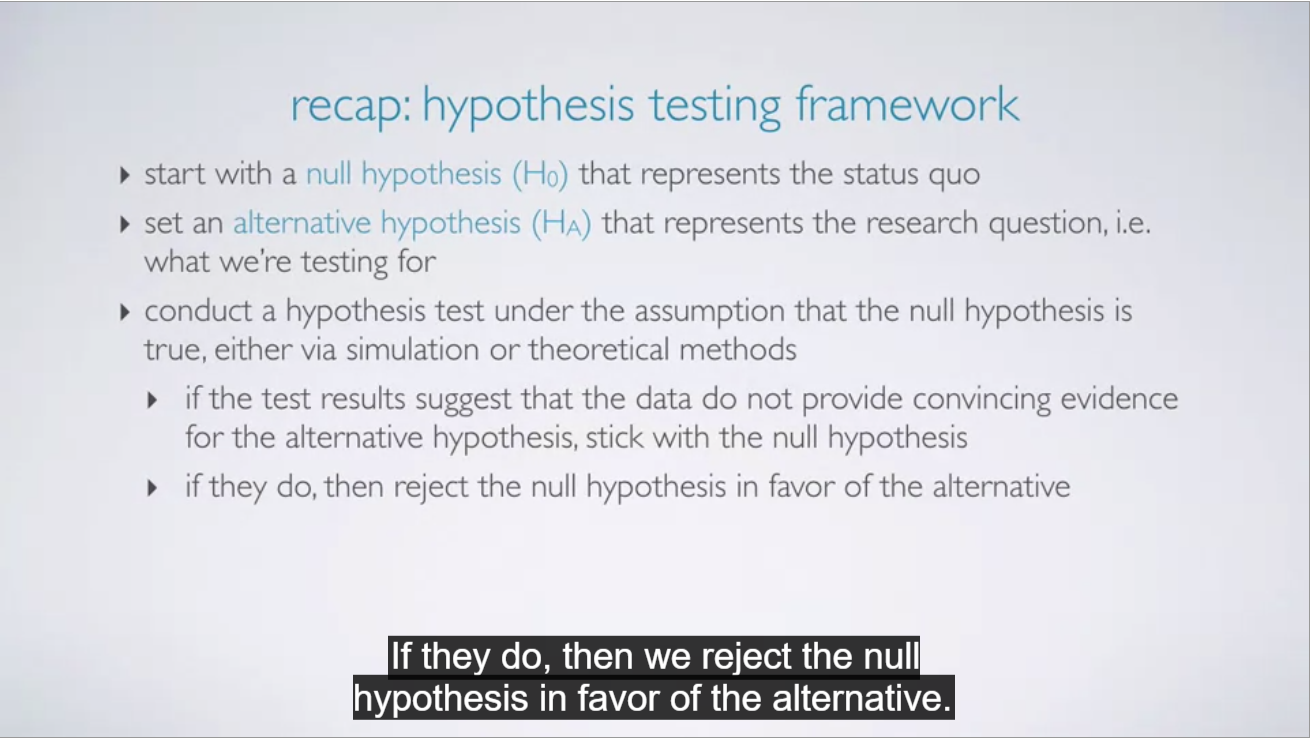 recap: hypothesis testing framework
start with a null hypothesis (H0) that represents the status quo
set an alternative hypothesis (HA) that represents the research question, i.e.
what we're testing for
conduct a hypothesis test under the assumption that the null hypothesis is
true, either via simulation or theoretical methods
if the test results suggest that the data do not provide convincing evidence
for the alternative hypothesis, stick with the null hypothesis
if they do, then reject the null hypothesis in favor of the alternative
If they do, then we reject the null
hypothesis in favor of the alternative.